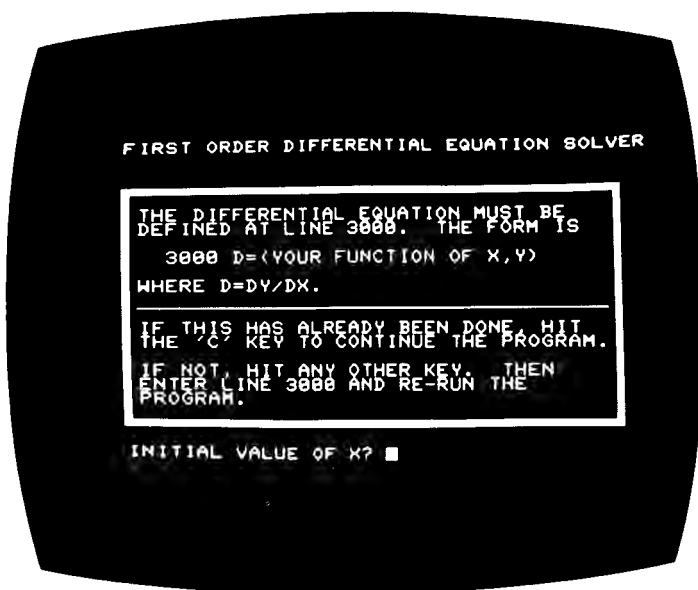 FIRST ORDER DIFFERENTIAL EQUATION SOLVER
THE DIFFERENTIAL EQUATION MUST BE
DEFINED AT LINE 3000. THE FORM IS
3000 D=(YOUR FUNCTION OF X,Y)
WHERE D=DY/DX.
IF THIS HAS ALREADY BEEN DONE, HIT
THE 'C' KEY TO CONTINUE THE PROGRAM.
IF NOT, HIT ANY OTHER KEY. THEN
ENTER LINE 3000 AND RE-RUN THE
PROGRAM.
INITIAL VALUE OF X?